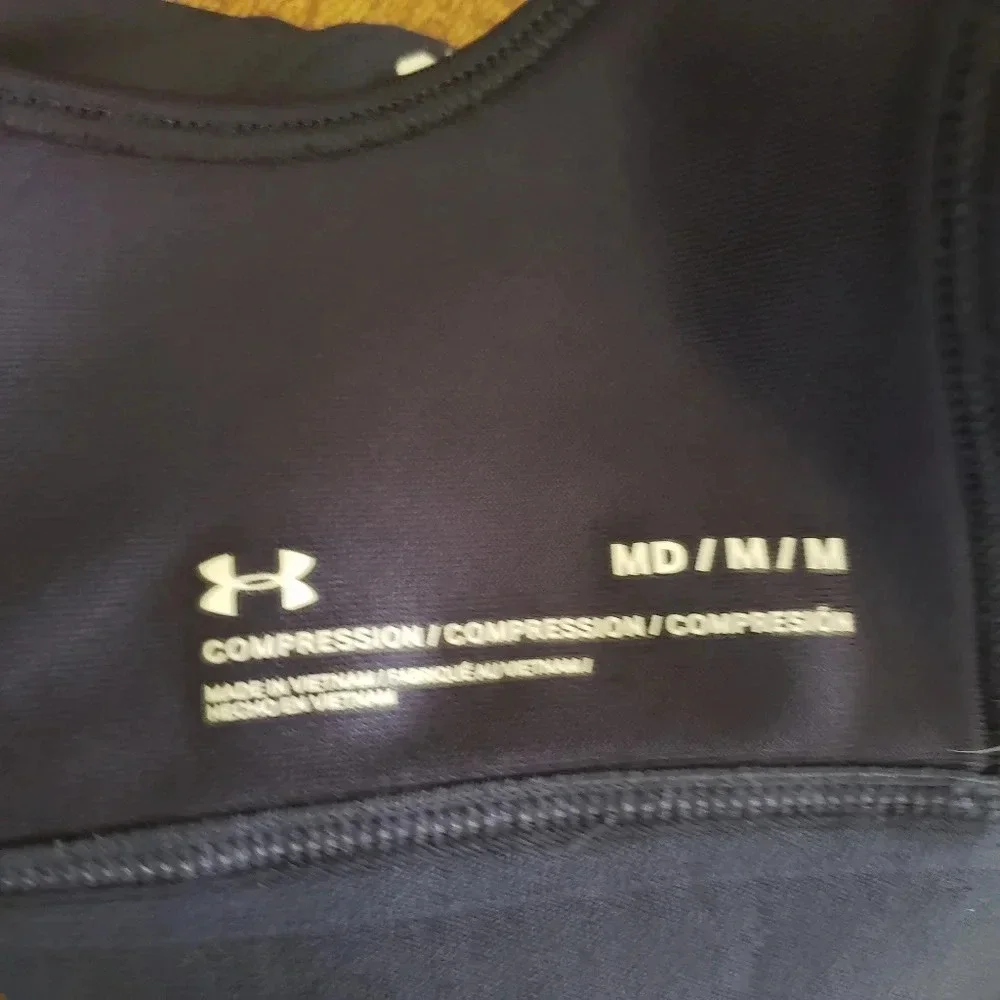 MD / M / M
COMPRESSION / COMPRESSION / COMPRESIÓN
MADE IN VIETNAM / FABRIQUÉ AU VIETNAM /
HECHO EN VIETNAM